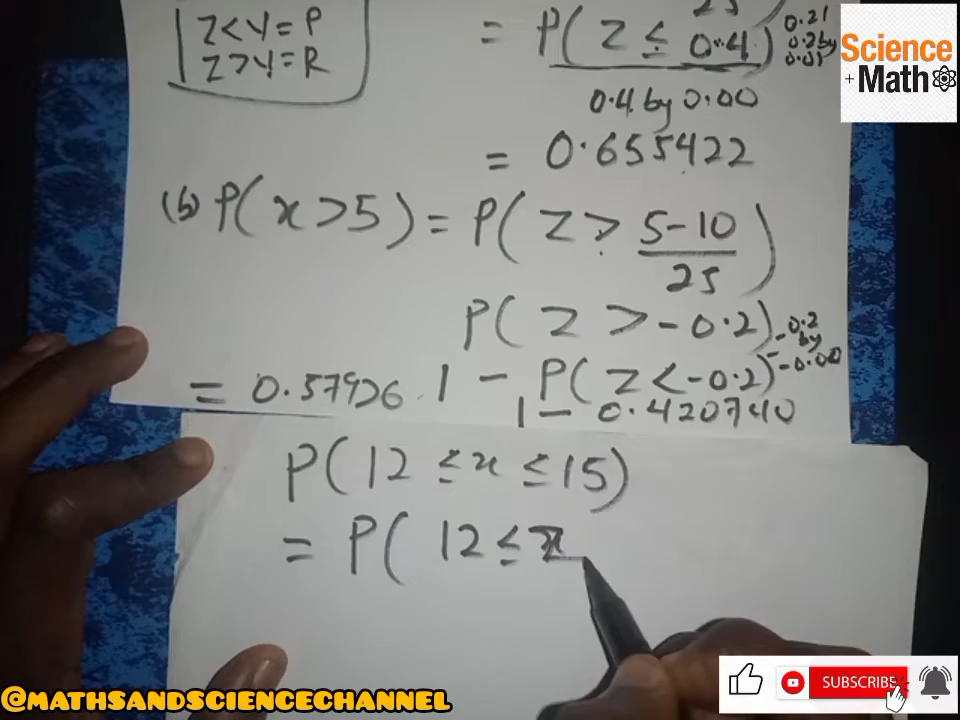 Z < Y = P
Z > Y = R
25
= P( Z ≤ 0.4 )
0.21
0.2 by
0.01
0.4 by 0.00
= 0.655422
(b) P( x > 5 ) = P( Z > 5-10
25 )
P( Z > -0.2 )
-0.2
by
-0.00
= 0.57926 1 - P( Z < -0.2 )
1 - 0.420740
P( 12 ≤ x ≤ 15 )
= P( 12 ≤ x
Science
+Math
SUBSCRIBE
@MATHSANDSCIENCECHANNEL